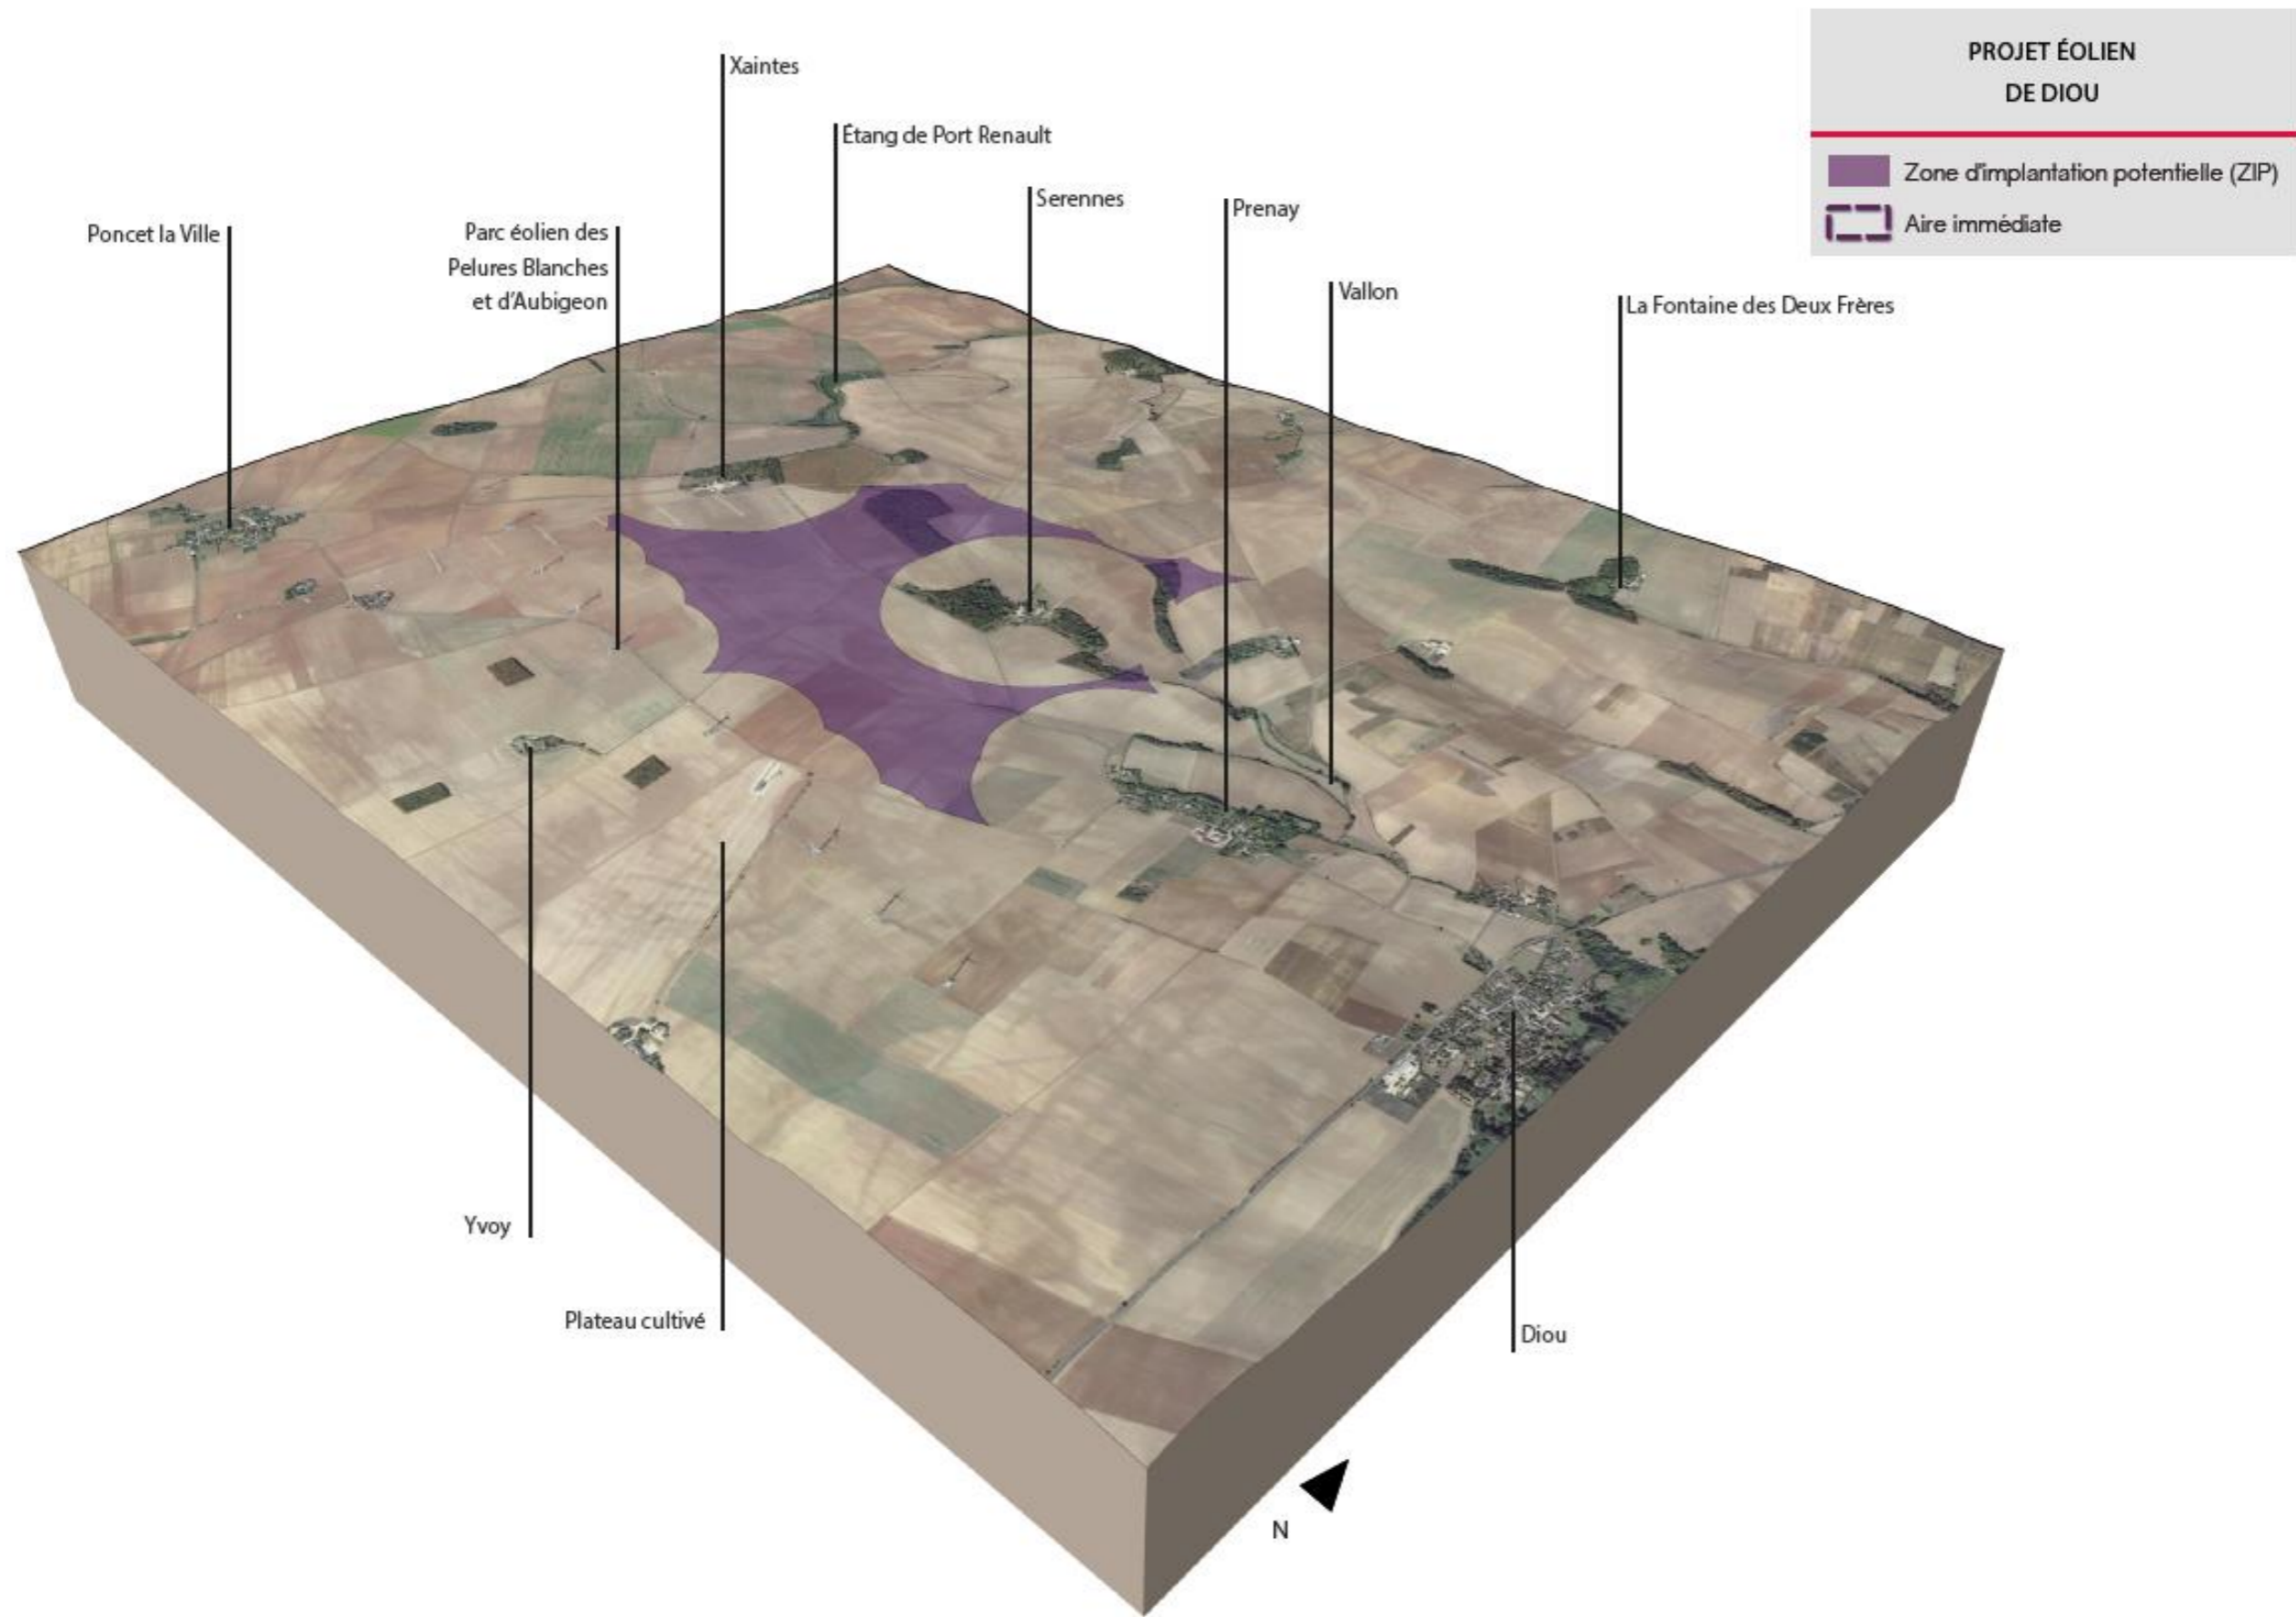 PROJET ÉOLIEN
DE DIOU
Zone d'implantation potentielle (ZIP)
Aire immédiate
Xaintes
Étang de Port Renault
Serennes
Prenay
Poncet la Ville
Parc éolien des
Pelures Blanches
et d'Aubigeon
Vallon
La Fontaine des Deux Frères
Yvoy
Plateau cultivé
Diou
N